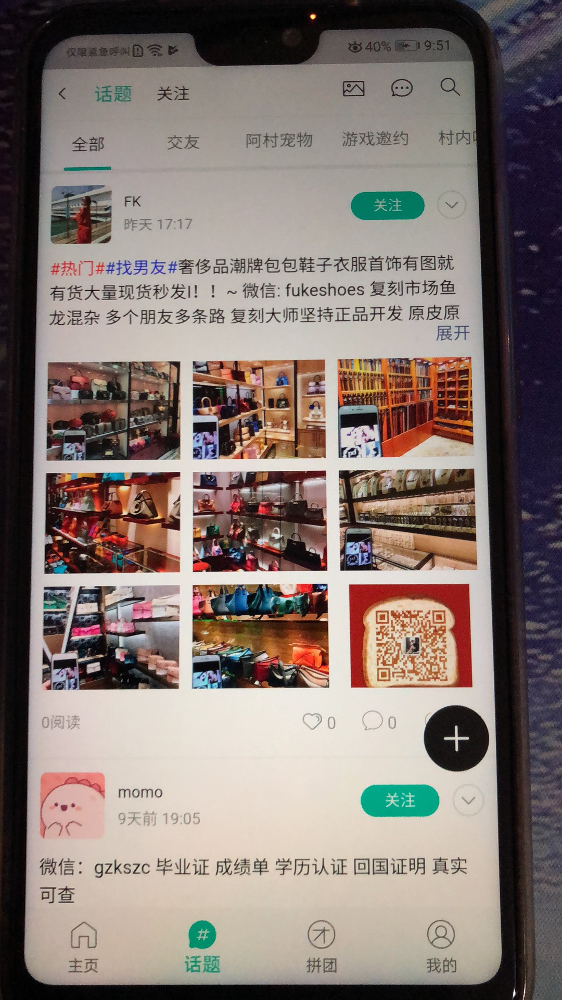 仅限紧急呼叫 40% 9:51
话题 关注
全部 交友 阿村宠物 游戏邀约 村内
FK
关注
昨天 17:17
#热门##找男友#奢侈品潮牌包包鞋子衣服首饰有图就
有货大量现货秒发I！！～微信: fukeshoes 复刻市场鱼
龙混杂 多个朋友多条路 复刻大师坚持正品开发 原皮原
展开
0阅读 0 0
momo
关注
9天前 19:05
微信：gzkszc 毕业证 成绩单 学历认证 回国证明 真实
可查
主页 #话题 拼团 我的